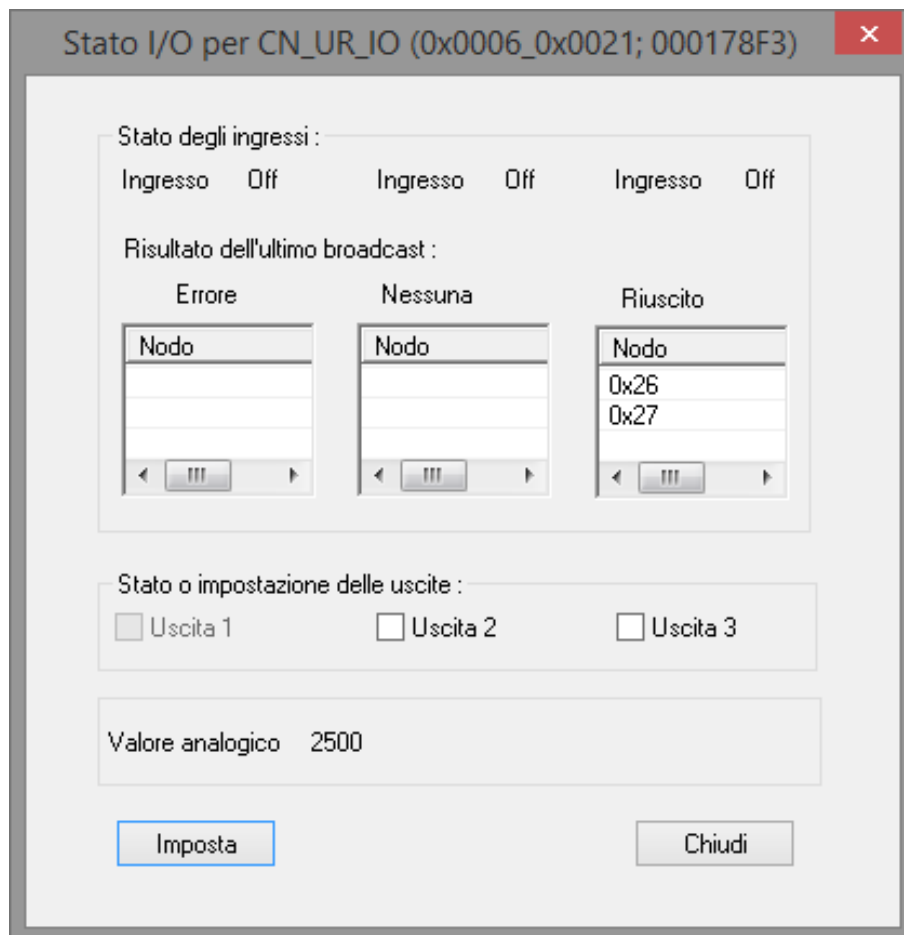 Stato I/O per CN_UR_IO (0x0006_0x0021; 000178F3)
Stato degli ingressi :
Ingresso Off Ingresso Off Ingresso Off
Risultato dell'ultimo broadcast :
Errore Nessuna Riuscito
Nodo Nodo Nodo
0x26
0x27
Stato o impostazione delle uscite :
Uscita 1 Uscita 2 Uscita 3
Valore analogico 2500
Imposta Chiudi